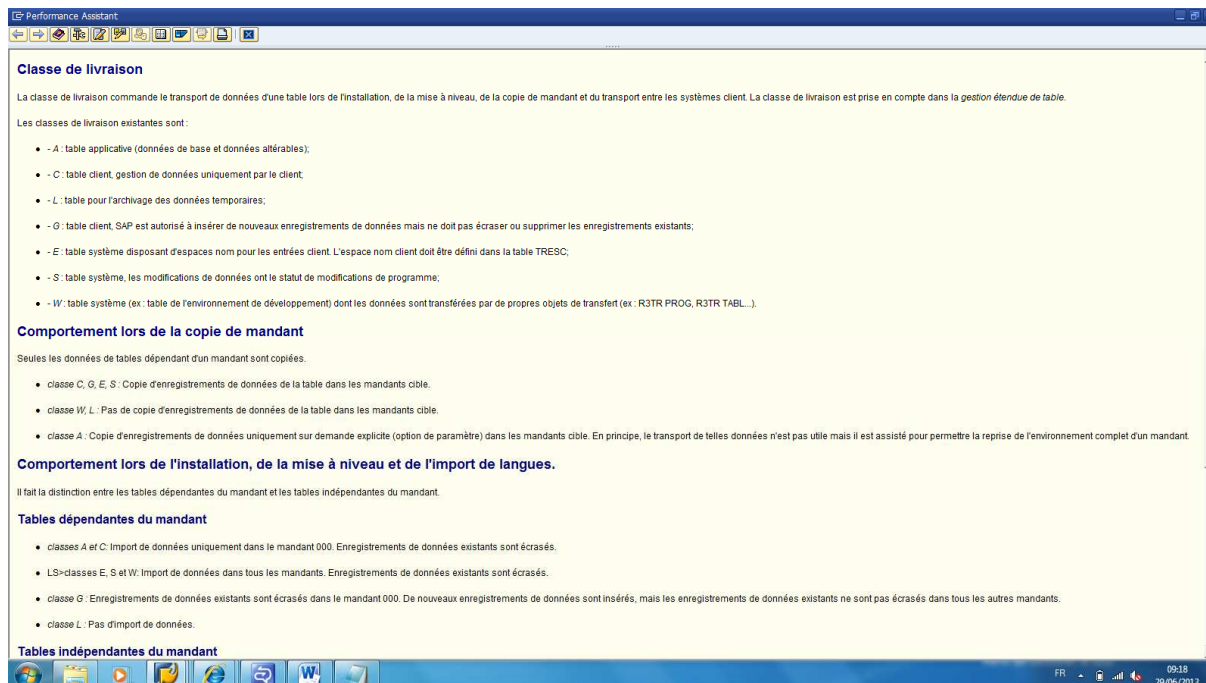 Performance Assistant
Classe de livraison
La classe de livraison commande le transport de données d'une table lors de l'installation, de la mise à niveau, de la copie de mandant et du transport entre les systèmes client. La classe de livraison est prise en compte dans la gestion étendue de table.
Les classes de livraison existantes sont :
- A : table applicative (données de base et données altérables);
- C : table client, gestion de données uniquement par le client;
- L : table pour l'archivage des données temporaires;
- G : table client, SAP est autorisé à insérer de nouveaux enregistrements de données mais ne doit pas écraser ou supprimer les enregistrements existants;
- E : table système disposant d'espaces nom pour les entrées client. L'espace nom client doit être défini dans la table TRESC;
- S : table système, les modifications de données ont le statut de modifications de programme;
- W : table système (ex : table de l'environnement de développement) dont les données sont transférées par de propres objets de transfert (ex : R3TR PROG, R3TR TABL...).
Comportement lors de la copie de mandant
Seules les données de tables dépendant d'un mandant sont copiées.
classe C, G, E, S : Copie d'enregistrements de données de la table dans les mandants cible.
classe W, L : Pas de copie d'enregistrements de données de la table dans les mandants cible.
classe A : Copie d'enregistrements de données uniquement sur demande explicite (option de paramètre) dans les mandants cible. En principe, le transport de telles données n'est pas utile mais il est assisté pour permettre la reprise de l'environnement complet d'un mandant.
Comportement lors de l'installation, de la mise à niveau et de l'import de langues.
Il fait la distinction entre les tables dépendantes du mandant et les tables indépendantes du mandant.
Tables dépendantes du mandant
classes A et C: Import de données uniquement dans le mandant 000. Enregistrements de données existants sont écrasés.
LS>classes E, S et W: Import de données dans tous les mandants. Enregistrements de données existants sont écrasés.
classe G : Enregistrements de données existants sont écrasés dans le mandant 000. De nouveaux enregistrements de données sont insérés, mais les enregistrements de données existants ne sont pas écrasés dans tous les autres mandants.
classe L : Pas d'import de données.
Tables indépendantes du mandant
FR
09:18
29/06/2013